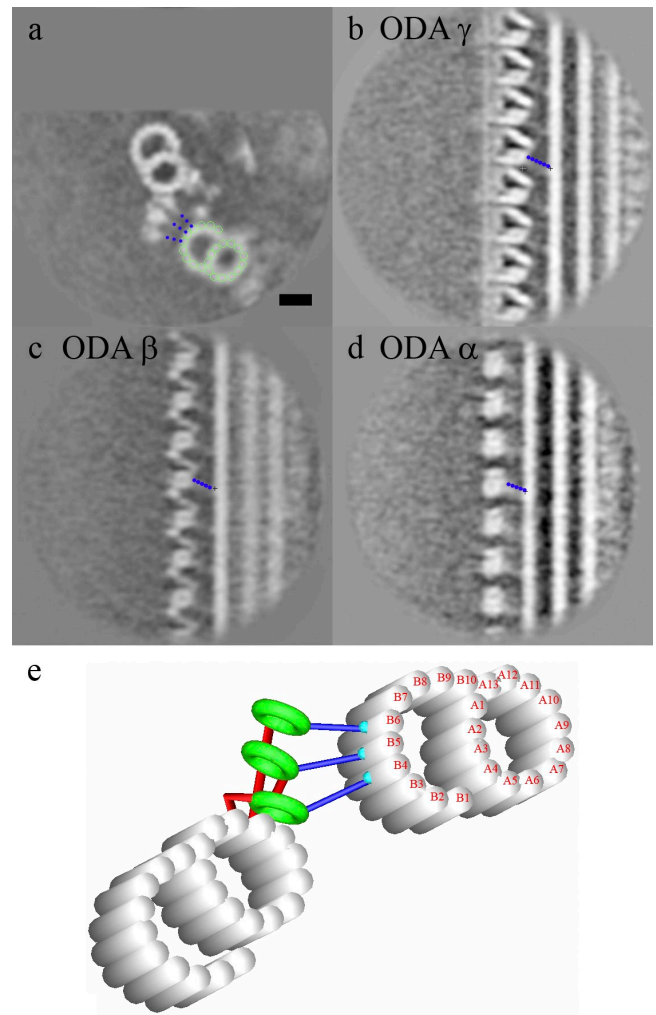 a
b ODA γ
c ODA β
d ODA α
e
B8 B9 B10 A13 A12 A11
B7 A1 A10
B6 A2 A9
B5 A3 A8
B4 A4 A7
B3 B2 B1 A5 A6